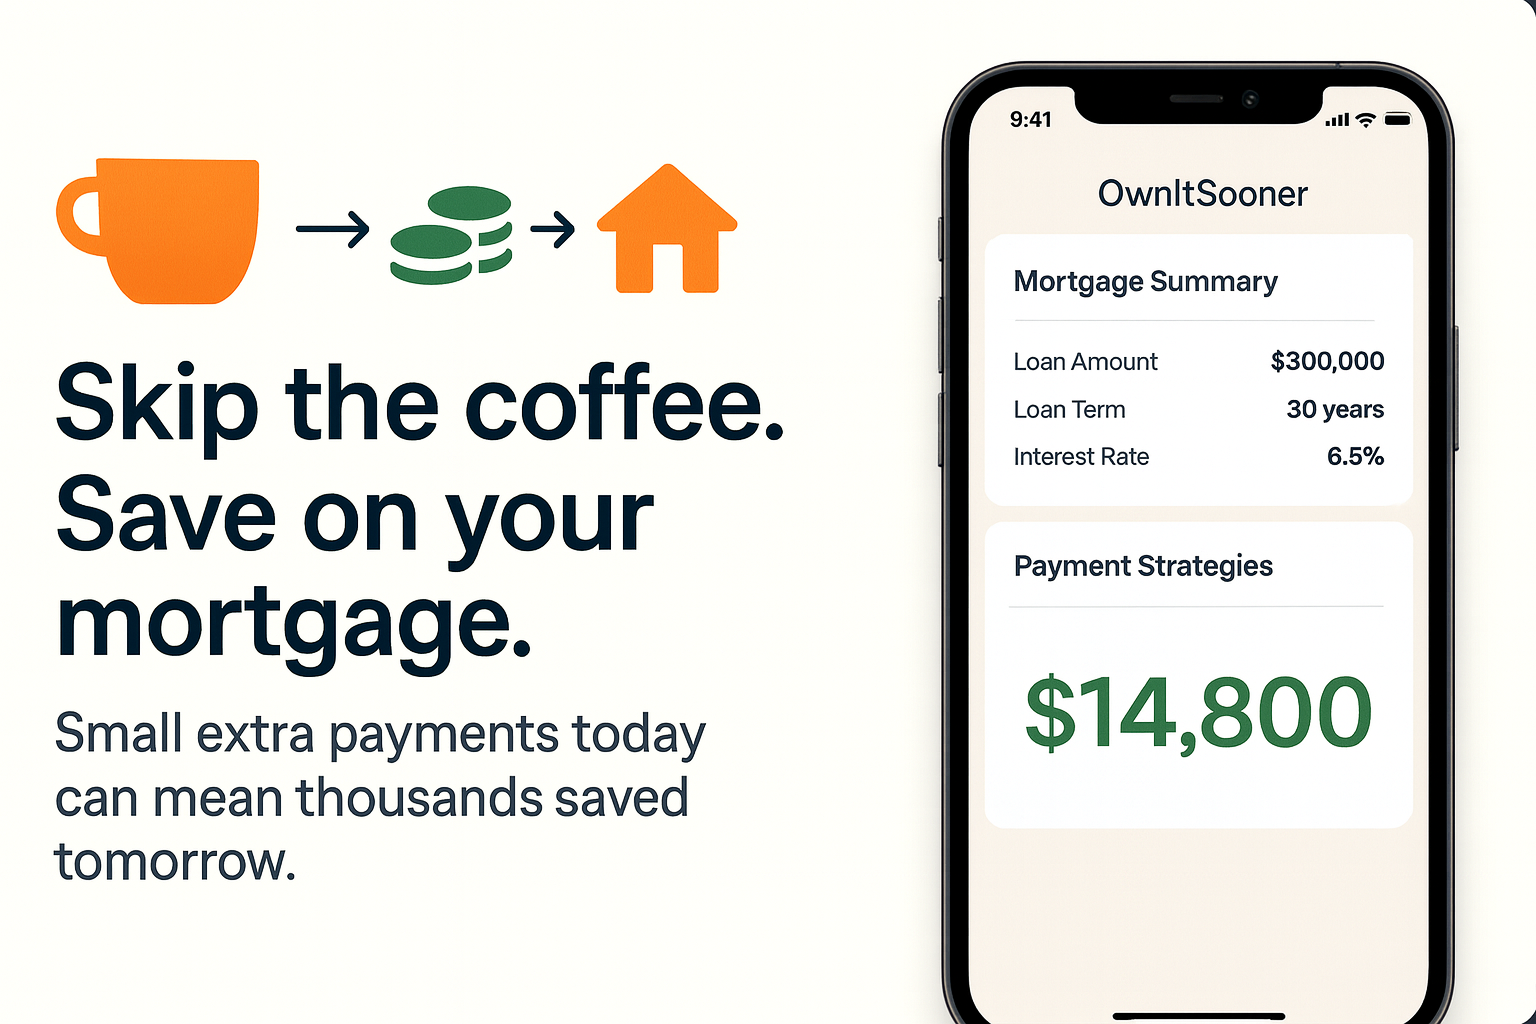 Skip the coffee.
Save on your
mortgage.
Small extra payments today
can mean thousands saved
tomorrow.
9:41
OwnItSooner
Mortgage Summary
Loan Amount $300,000
Loan Term 30 years
Interest Rate 6.5%
Payment Strategies
$14,800